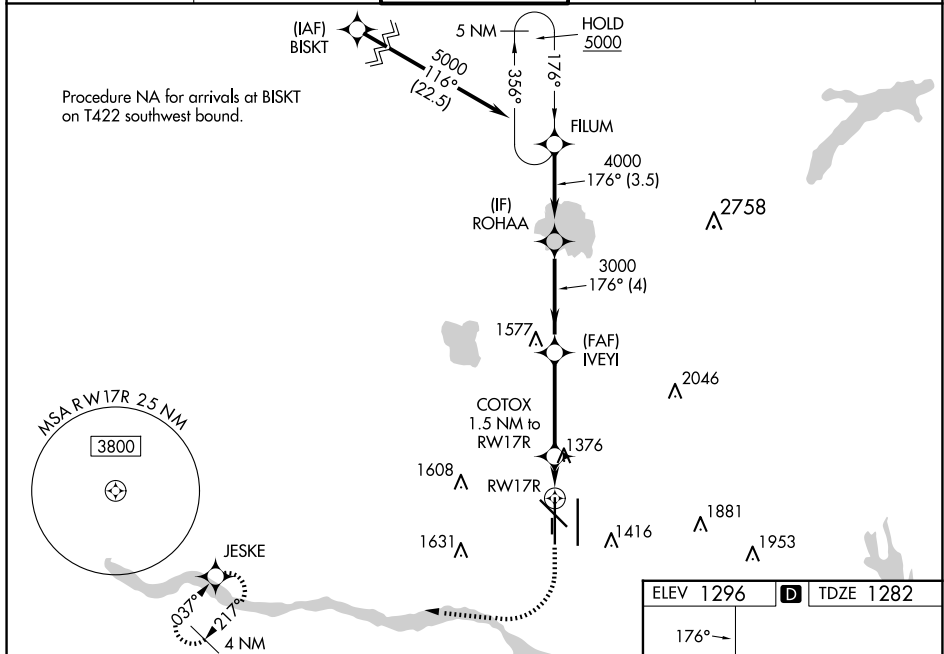 (IAF)
BISKT
5000
116°
(22.5)
5 NM
HOLD
5000
356°
176°
Procedure NA for arrivals at BISKT
on T422 southwest bound.
FILUM
4000
176° (3.5)
(IF)
ROHAA
2758
3000
176° (4)
1577
(FAF)
IVEYI
2046
MSA RW17R 25 NM
3800
COTOX
1.5 NM to
RW17R
1376
1608
RW17R
1631
1416
1881
1953
JESKE
037°
217°
4 NM
ELEV 1296 D TDZE 1282
176°